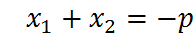 x₁ + x₂ = −p